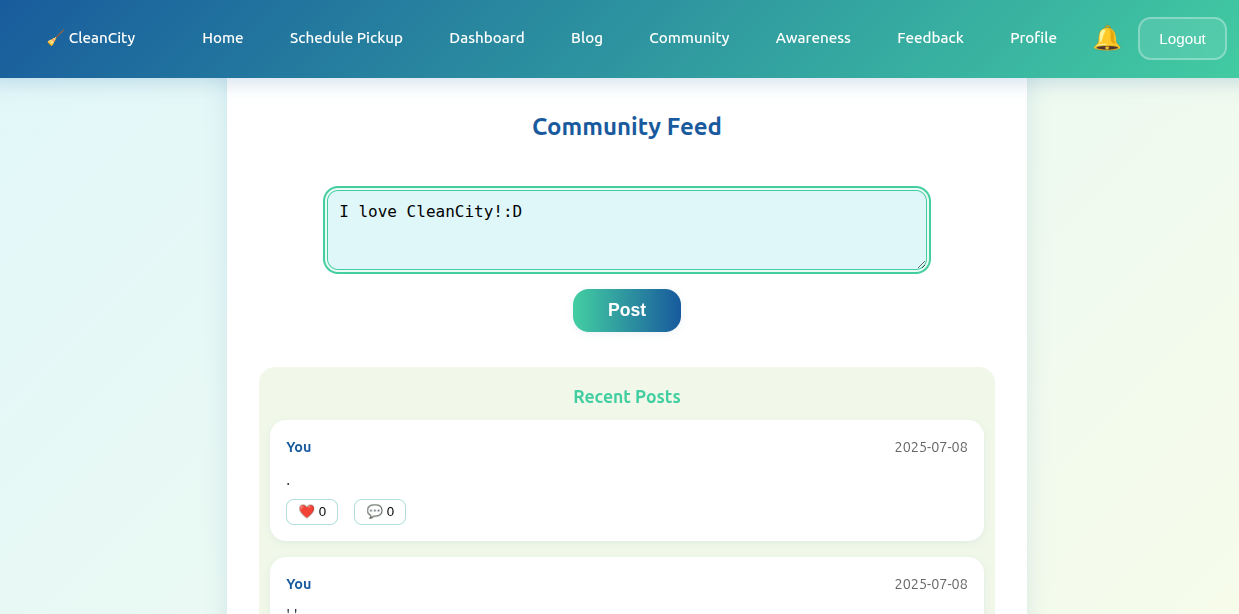 🧹 CleanCity Home Schedule Pickup Dashboard Blog Community Awareness Feedback Profile 🔔 Logout
Community Feed
I love CleanCity!:D
Post
Recent Posts
You 2025-07-08
.
❤️ 0 💬 0
You 2025-07-08